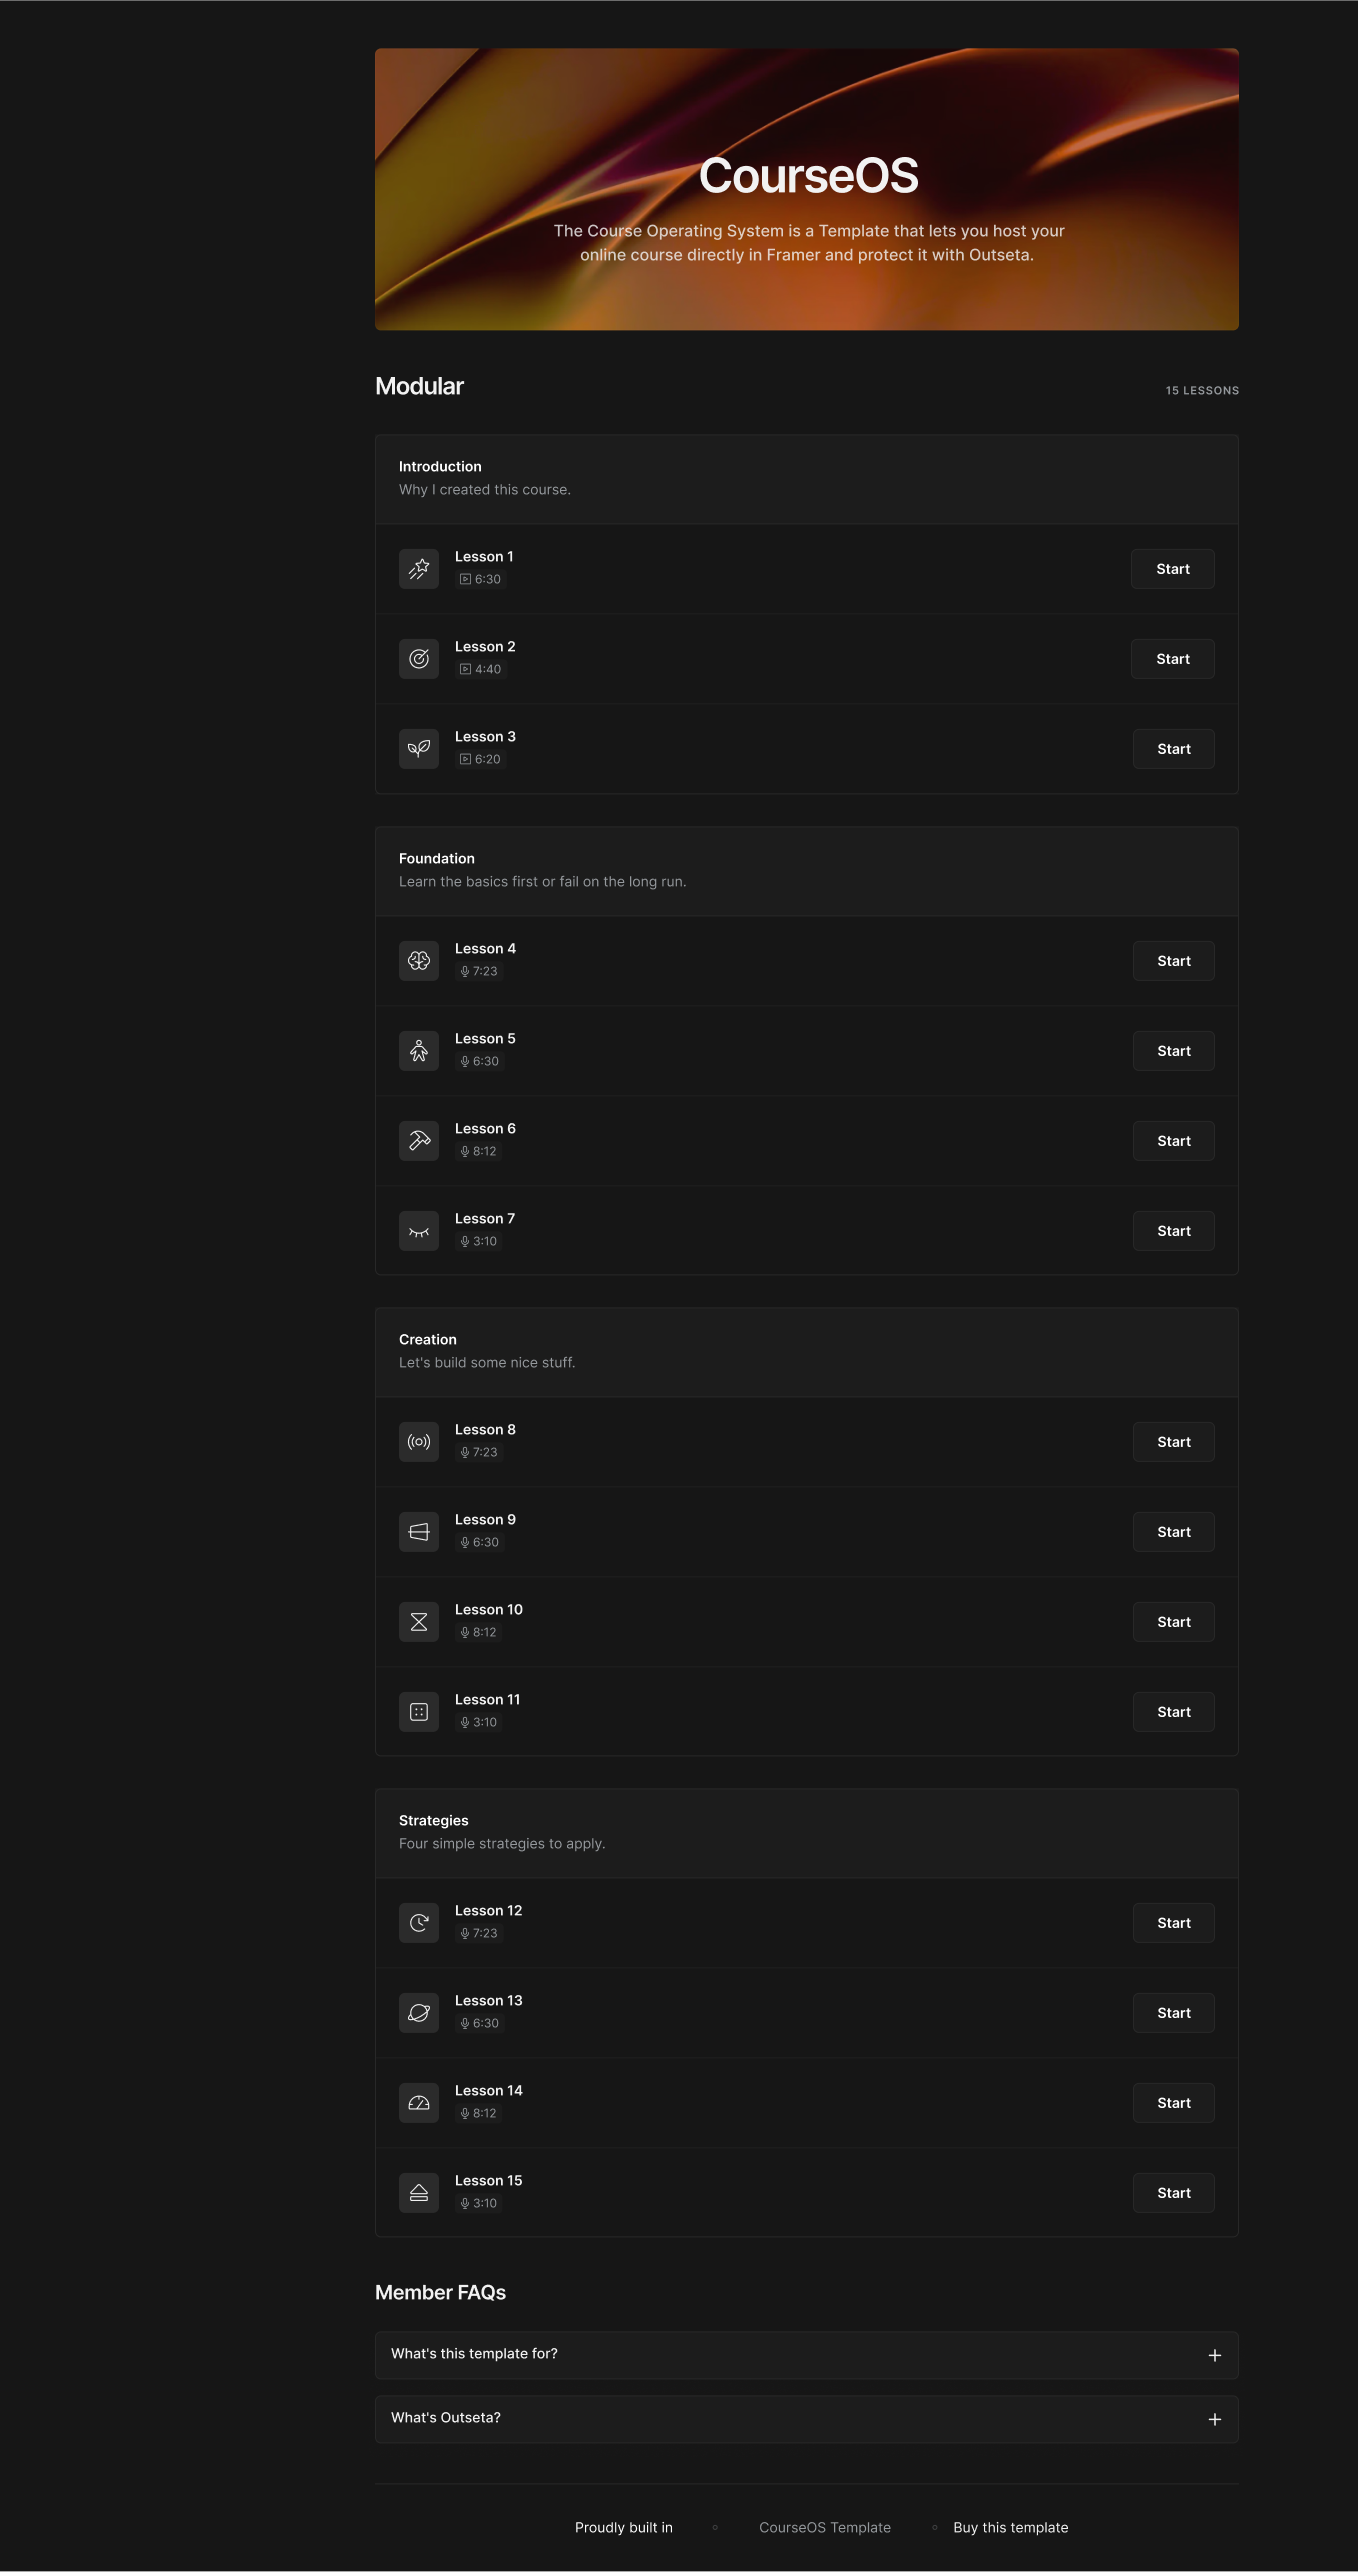 CourseOS
The Course Operating System is a Template that lets you host your
online course directly in Framer and protect it with Outseta.
Modular
15 LESSONS
Introduction
Why I created this course.
Lesson 1
6:30
Start
Lesson 2
4:40
Start
Lesson 3
6:20
Start
Foundation
Learn the basics first or fail on the long run.
Lesson 4
7:23
Start
Lesson 5
6:30
Start
Lesson 6
8:12
Start
Lesson 7
3:10
Start
Creation
Let's build some nice stuff.
Lesson 8
7:23
Start
Lesson 9
6:30
Start
Lesson 10
8:12
Start
Lesson 11
3:10
Start
Strategies
Four simple strategies to apply.
Lesson 12
7:23
Start
Lesson 13
6:30
Start
Lesson 14
8:12
Start
Lesson 15
3:10
Start
Member FAQs
What's this template for?
What's Outseta?
Proudly built in
CourseOS Template
Buy this template